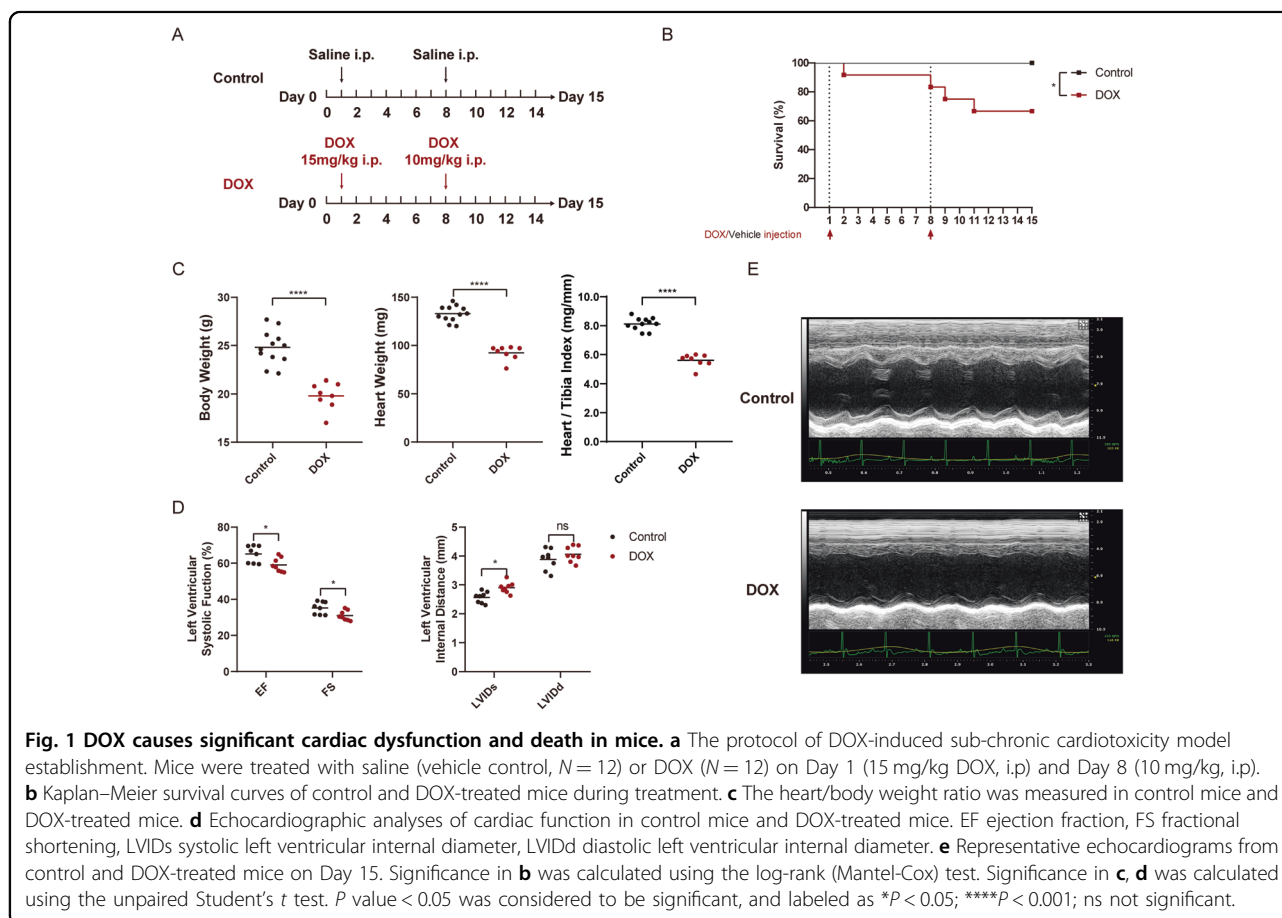 A
Saline i.p.
Saline i.p.
Control
Day 0
Day 15
0 2 4 6 8 10 12 14
DOX
15mg/kg i.p.
DOX
10mg/kg i.p.
DOX
Day 0
Day 15
0 2 4 6 8 10 12 14
B
100
80
60
40
20
0
Survival (%)
1 2 3 4 5 6 7 8 9 10 11 12 13 14 15
DOX/Vehicle injection
*
Control
DOX
C
Body Weight (g)
30
25
20
15
****
Control
DOX
Heart Weight (mg)
150
100
50
0
****
Control
DOX
Heart / Tibia Index (mg/mm)
10.0
8.0
6.0
4.0
2.0
0.0
****
Control
DOX
D
Left Ventricular
Systolic Fuction (%)
80
60
40
20
0
*
*
EF
FS
Left Ventricular
Internal Distance (mm)
5
4
3
2
1
0
*
ns
LVIDs
LVIDd
Control
DOX
E
Control
DOX
Fig. 1 DOX causes significant cardiac dysfunction and death in mice. a The protocol of DOX-induced sub-chronic cardiotoxicity model
establishment. Mice were treated with saline (vehicle control, N = 12) or DOX (N = 12) on Day 1 (15 mg/kg DOX, i.p) and Day 8 (10 mg/kg, i.p).
b Kaplan–Meier survival curves of control and DOX-treated mice during treatment. c The heart/body weight ratio was measured in control mice and
DOX-treated mice. d Echocardiographic analyses of cardiac function in control mice and DOX-treated mice. EF ejection fraction, FS fractional
shortening, LVIDs systolic left ventricular internal diameter, LVIDd diastolic left ventricular internal diameter. e Representative echocardiograms from
control and DOX-treated mice on Day 15. Significance in b was calculated using the log-rank (Mantel-Cox) test. Significance in c, d was calculated
using the unpaired Student's t test. P value < 0.05 was considered to be significant, and labeled as *P < 0.05; ****P < 0.001; ns not significant.